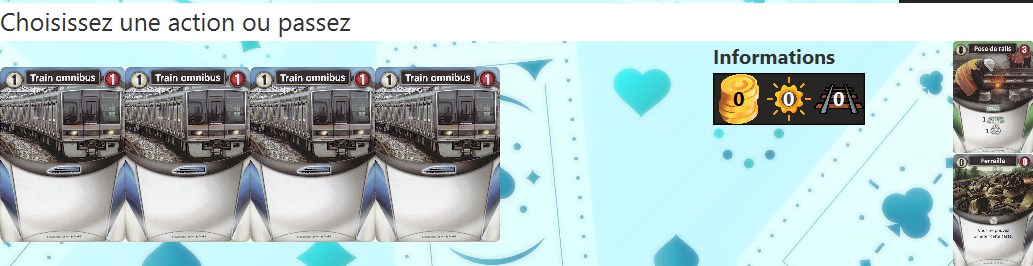 Choisissez une action ou passez
Informations
0 0 0
1 Train omnibus 1
1 Train omnibus 1
1 Train omnibus 1
1 Train omnibus 1
0 Pose de rails 3
1
1
0 Ferraille 0